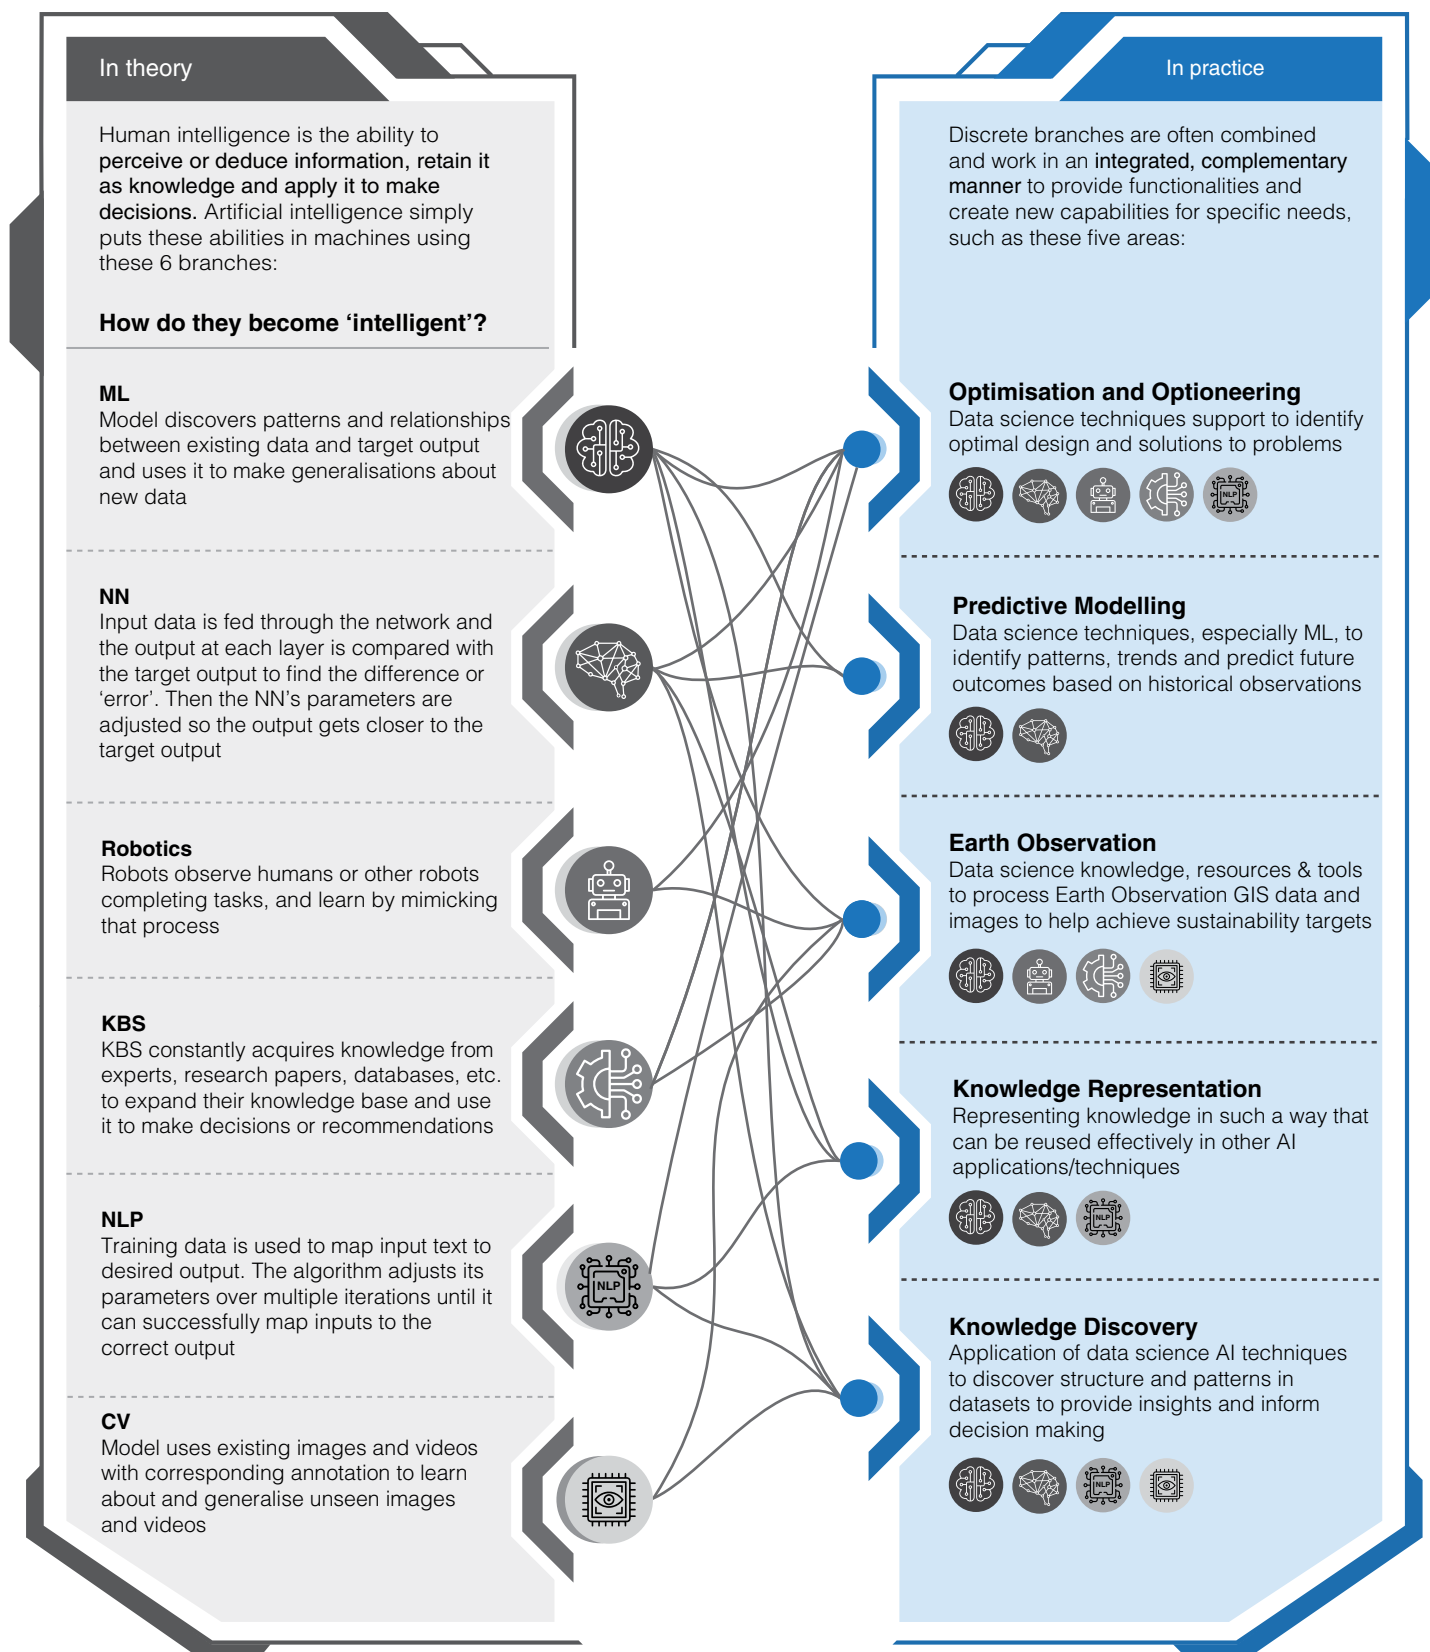 In theory
Human intelligence is the ability to
perceive or deduce information, retain it
as knowledge and apply it to make
decisions. Artificial intelligence simply
puts these abilities in machines using
these 6 branches:
How do they become ‘intelligent’?
ML
Model discovers patterns and relationships
between existing data and target output
and uses it to make generalisations about
new data
NN
Input data is fed through the network and
the output at each layer is compared with
the target output to find the difference or
‘error’. Then the NN’s parameters are
adjusted so the output gets closer to the
target output
Robotics
Robots observe humans or other robots
completing tasks, and learn by mimicking
that process
KBS
KBS constantly acquires knowledge from
experts, research papers, databases, etc.
to expand their knowledge base and use
it to make decisions or recommendations
NLP
Training data is used to map input text to
desired output. The algorithm adjusts its
parameters over multiple iterations until it
can successfully map inputs to the
correct output
NLP
CV
Model uses existing images and videos
with corresponding annotation to learn
about and generalise unseen images
and videos
In practice
Discrete branches are often combined
and work in an integrated, complementary
manner to provide functionalities and
create new capabilities for specific needs,
such as these five areas:
Optimisation and Optioneering
Data science techniques support to identify
optimal design and solutions to problems
NLP
Predictive Modelling
Data science techniques, especially ML, to
identify patterns, trends and predict future
outcomes based on historical observations
Earth Observation
Data science knowledge, resources & tools
to process Earth Observation GIS data and
images to help achieve sustainability targets
Knowledge Representation
Representing knowledge in such a way that
can be reused effectively in other AI
applications/techniques
NLP
Knowledge Discovery
Application of data science AI techniques
to discover structure and patterns in
datasets to provide insights and inform
decision making
NLP